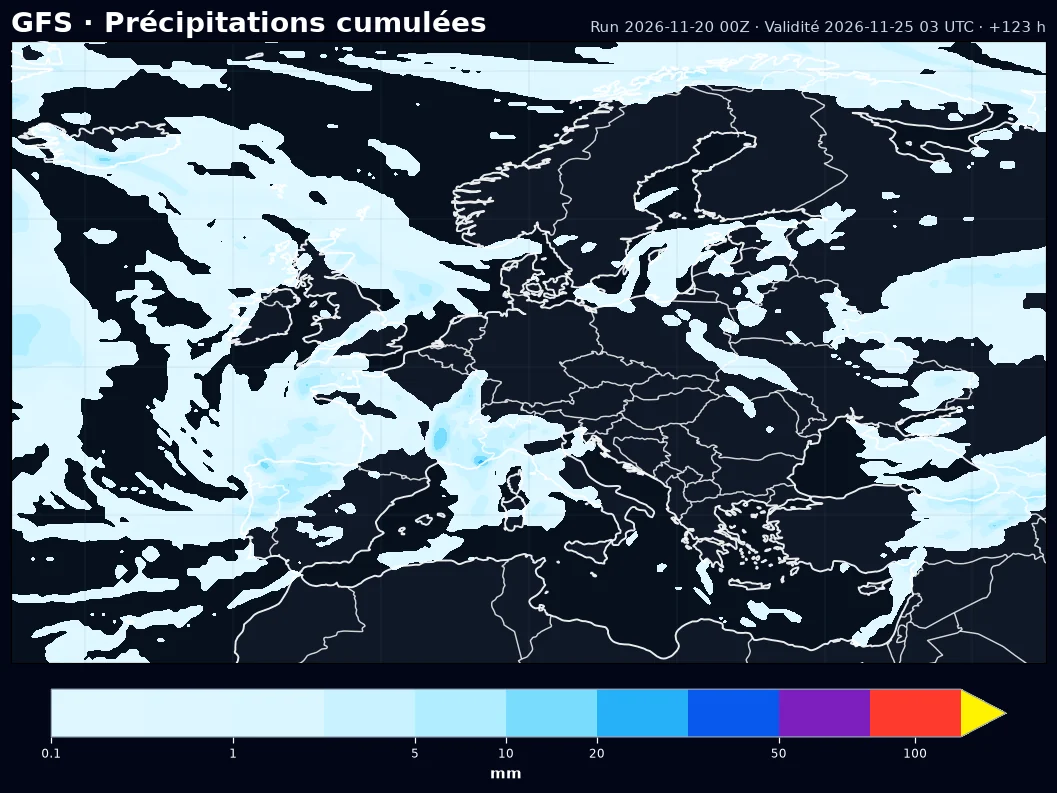 GFS · Précipitations cumulées
Run 2026-11-20 00Z · Validité 2026-11-25 03 UTC · +123 h
0.1 1 5 10 20 50 100
mm